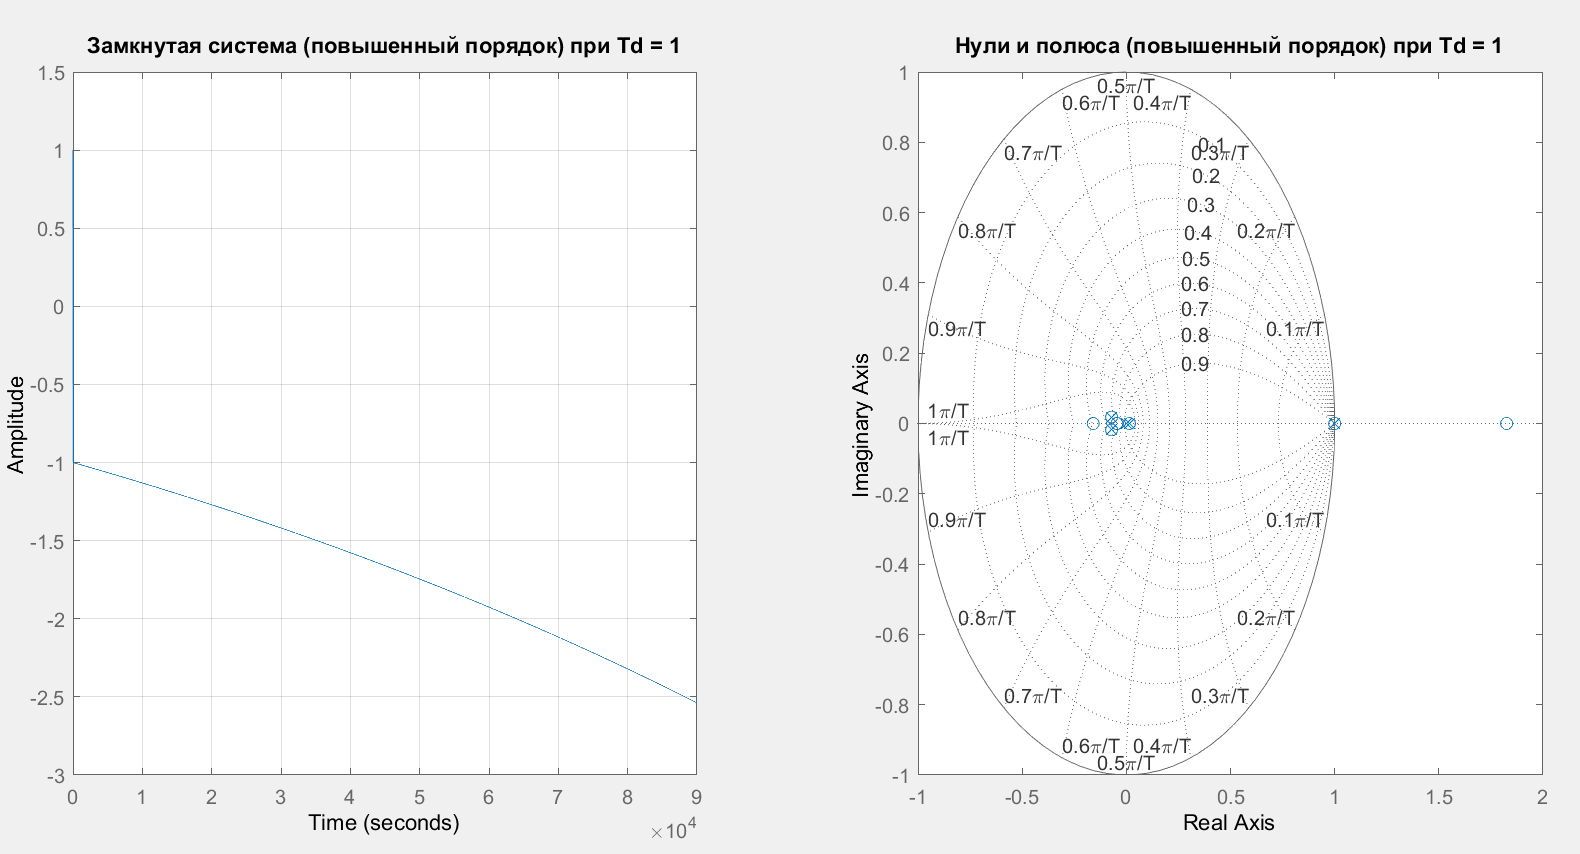 Замкнутая система (повышенный порядок) при Td = 1
1.5
1
0.5
0
-0.5
-1
-1.5
-2
-2.5
-3
Amplitude
0 1 2 3 4 5 6 7 8 9
Time (seconds)
×10⁴
Нули и полюса (повышенный порядок) при Td = 1
1
0.8
0.6
0.4
0.2
0
-0.2
-0.4
-0.6
-0.8
-1
Imaginary Axis
0.5π/T
0.6π/T 0.4π/T
0.1
0.7π/T 0.3π/T
0.2
0.3
0.8π/T 0.4 0.2π/T
0.5
0.6
0.7
0.9π/T 0.1π/T
0.8
0.9
1π/T
1π/T
0.9π/T 0.1π/T
0.8π/T 0.2π/T
0.7π/T 0.3π/T
0.6π/T 0.4π/T
0.5π/T
-1 -0.5 0 0.5 1 1.5 2
Real Axis